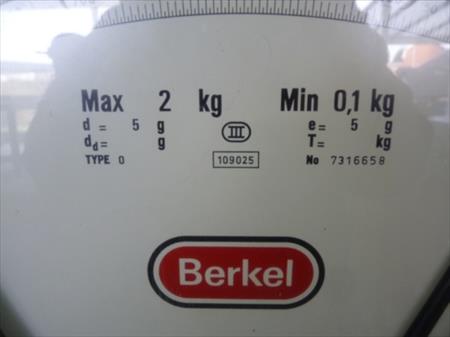 Max 2 kg Min 0,1 kg
d = 5 g III e = 5 g
dd= g T= kg
TYPE 0 109025 No 7316658
Berkel